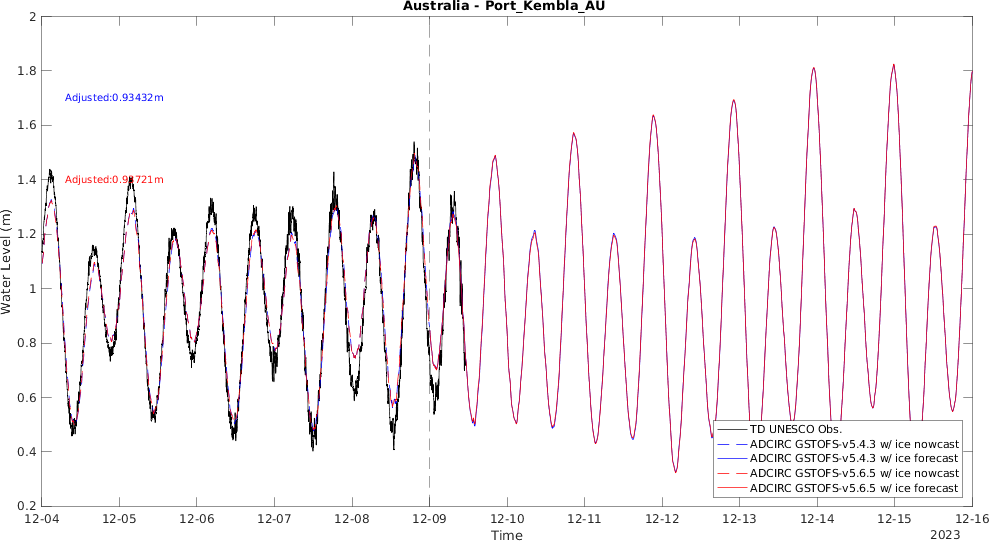 Australia - Port_Kembla_AU
Water Level (m)
2
1.8
1.6
1.4
1.2
1
0.8
0.6
0.4
0.2
Adjusted:0.93432m
TD UNESCO Obs.
ADCIRC GSTOFS-v5.4.3 w/ ice nowcast
ADCIRC GSTOFS-v5.4.3 w/ ice forecast
ADCIRC GSTOFS-v5.6.5 w/ ice nowcast
ADCIRC GSTOFS-v5.6.5 w/ ice forecast
12-04 12-05 12-06 12-07 12-08 12-09 12-10 12-11 12-12 12-13 12-14 12-15 12-16
Time
2023